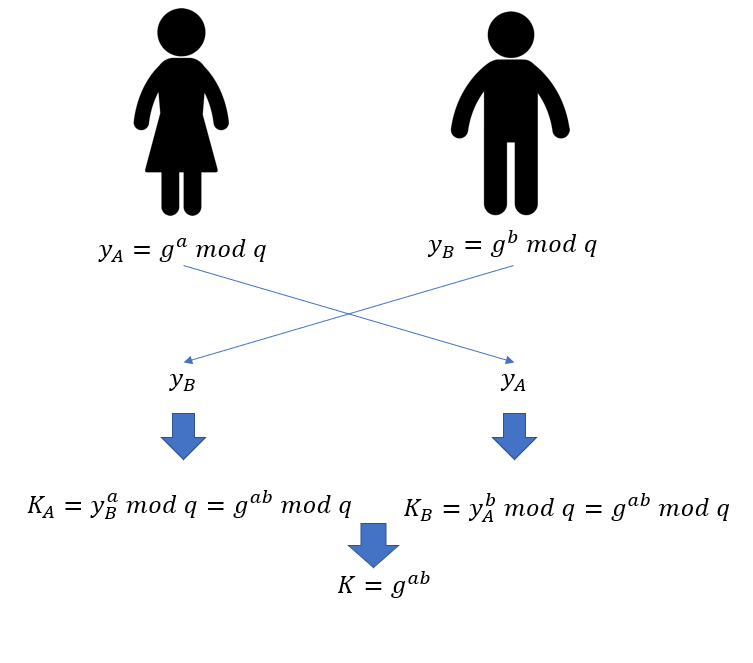 y_A = g^a mod q
y_B = g^b mod q
y_B
y_A
K_A = y_B^a mod q = g^{ab} mod q
K_B = y_A^b mod q = g^{ab} mod q
K = g^{ab}